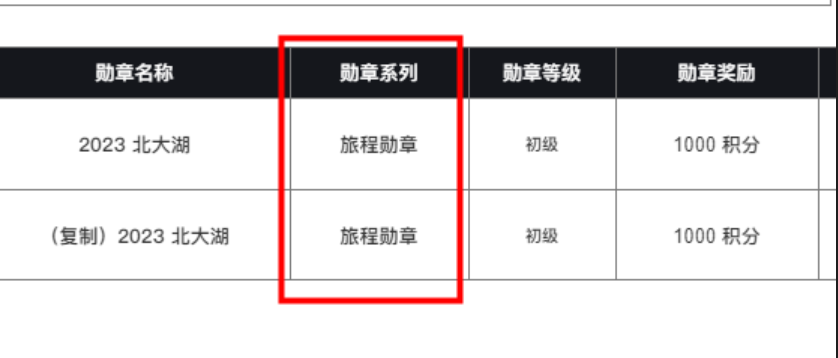 勋章名称 勋章系列 勋章等级 勋章奖励
2023 北大湖 旅程勋章 初级 1000 积分
（复制）2023 北大湖 旅程勋章 初级 1000 积分